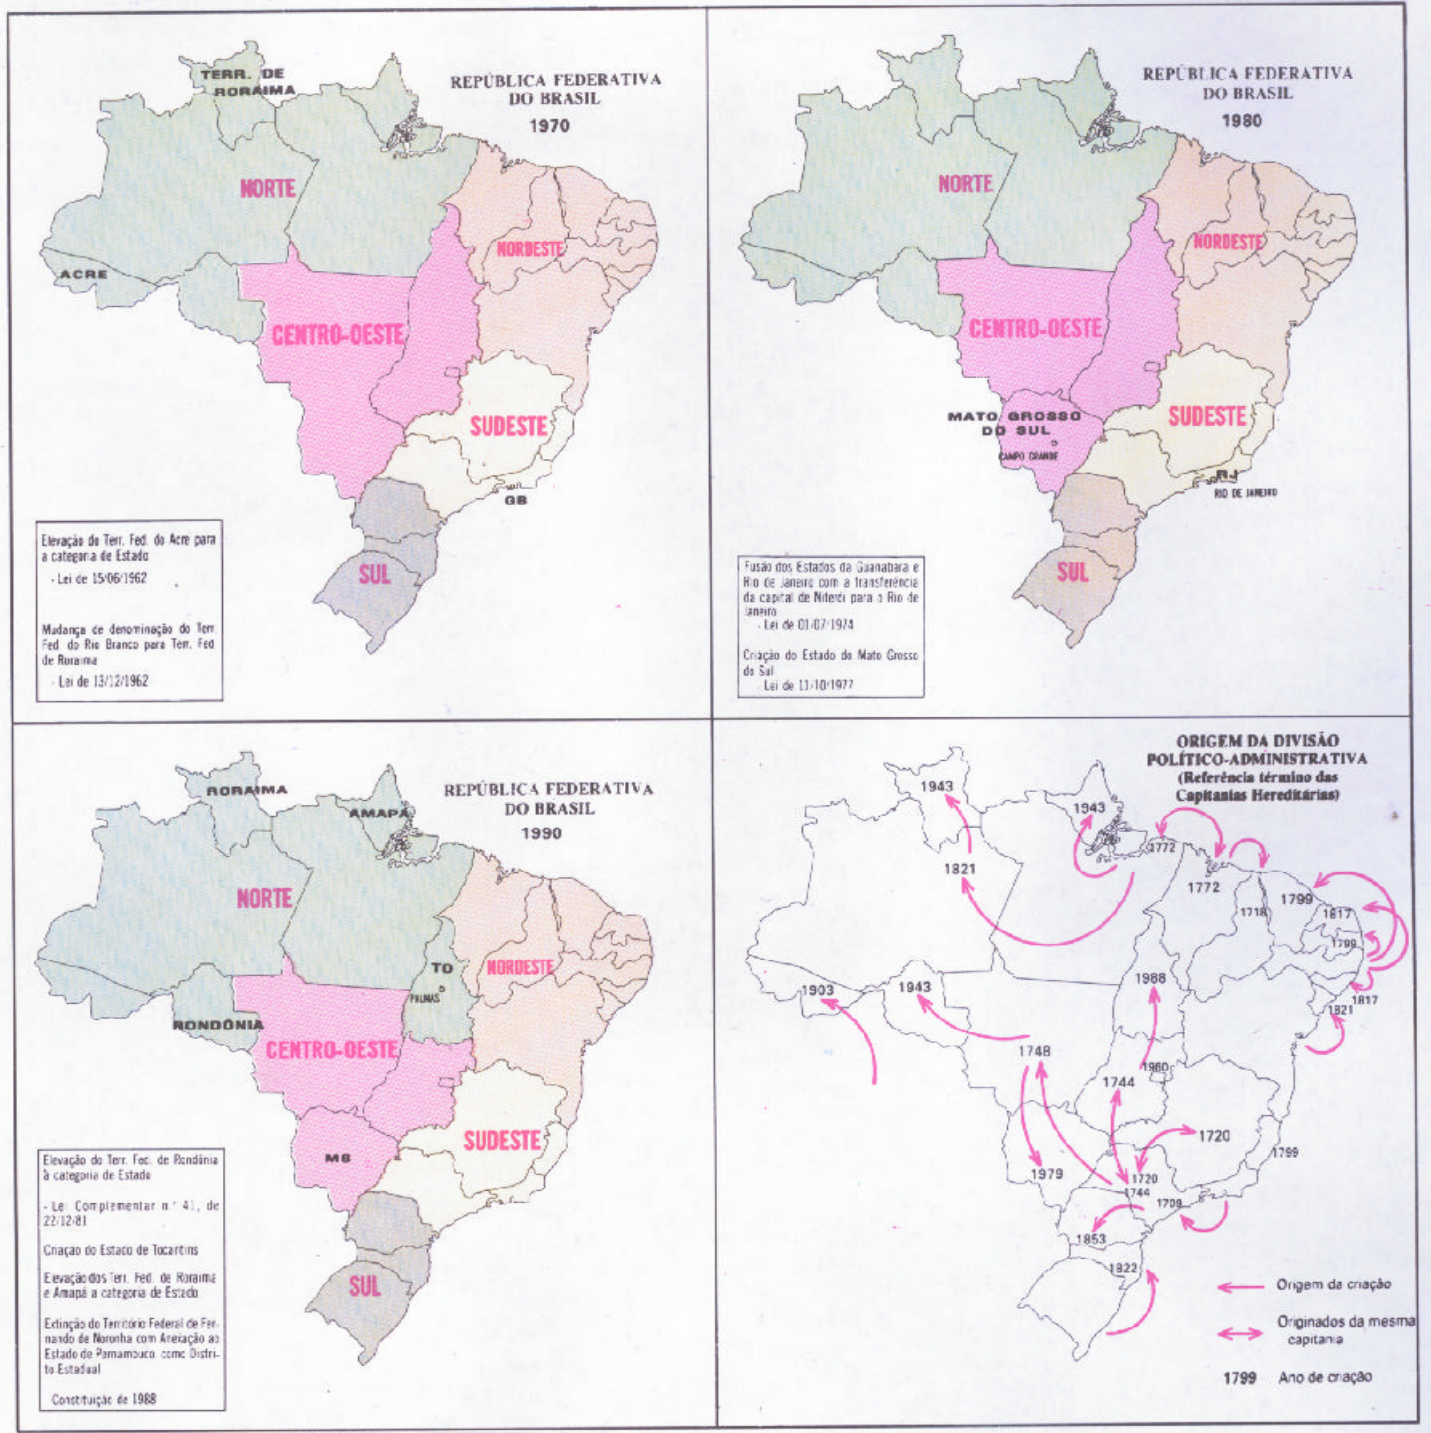 REPÚBLICA FEDERATIVA
DO BRASIL
1970
TERR. DE
RORAIMA
NORTE
NORDESTE
ACRE
CENTRO-OESTE
SUDESTE
GB
SUL
Elevação do Terr. Fed. do Acre para
a categoria de Estado
- Lei de 15/06/1962
Mudança de denominação do Terr.
Fed. do Rio Branco para Terr. Fed
de Roraima
- Lei de 13/12/1962
REPÚBLICA FEDERATIVA
DO BRASIL
1980
NORTE
NORDESTE
CENTRO-OESTE
MATO GROSSO
DO SUL
CAMPO GRANDE
SUDESTE
RJ
RIO DE JANEIRO
SUL
Fusão dos Estados da Guanabara e
Rio de Janeiro com a transferência
da capital de Niterói para o Rio de
Janeiro
- Lei de 01/07/1974
Criação do Estado do Mato Grosso
do Sul
- Lei de 11/10/1977
REPÚBLICA FEDERATIVA
DO BRASIL
1990
RORAIMA
AMAPÁ
NORTE
TO
PALMAS
NORDESTE
RONDÔNIA
CENTRO-OESTE
SUDESTE
MS
SUL
Elevação do Terr. Fed. de Rondônia
à categoria de Estado
- Lei Complementar n° 41, de
22/12/81
Criação do Estado de Tocantins
Elevação dos Terr. Fed. de Roraima
e Amapá a categoria de Estado
Extinção do Território Federal de Fer-
nando de Noronha com Anexação ao
Estado de Pernambuco, como Distri-
to Estadual
Constituição de 1988
ORIGEM DA DIVISÃO
POLÍTICO-ADMINISTRATIVA
(Referência término das
Capitanias Hereditárias)
1943
1943
1772
1821
1772
1718
1799
1817
1799
1903
1943
1988
1817
1821
1748
1960
1744
1720
1799
1979
1720
1744
1709
1853
1822
Origem da criação
Originados da mesma
capitania
1799 Ano de criação